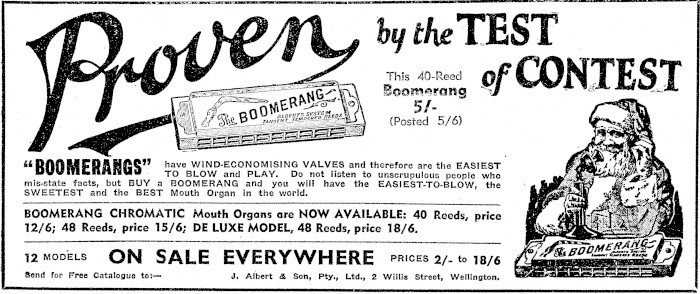 Proven by the TEST
of CONTEST
This 40-Reed
Boomerang
5/-
(Posted 5/6)
The BOOMERANG
"BOOMERANGS" have WIND-ECONOMISING VALVES and therefore are the EASIEST
TO BLOW and PLAY. Do not listen to unscrupulous people who
mis-state facts, but BUY a BOOMERANG and you will have the EASIEST-TO-BLOW, the
SWEETEST and the BEST Mouth Organ in the world.
BOOMERANG CHROMATIC Mouth Organs are NOW AVAILABLE: 40 Reeds, price
12/6; 48 Reeds, price 15/6; DE LUXE MODEL, 48 Reeds, price 18/6.
The BOOMERANG
12 MODELS ON SALE EVERYWHERE PRICES 2/- to 18/6
Send for Free Catalogue to:— J. Albert & Son, Pty., Ltd., 2 Willis Street, Wellington.